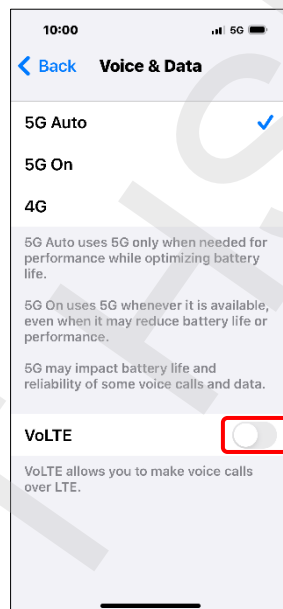 10:00 5G
Back Voice & Data
5G Auto
5G On
4G
5G Auto uses 5G only when needed for
performance while optimizing battery
life.
5G On uses 5G whenever it is available,
even when it may reduce battery life or
performance.
5G may impact battery life and
reliability of some voice calls and data.
VoLTE
VoLTE allows you to make voice calls
over LTE.